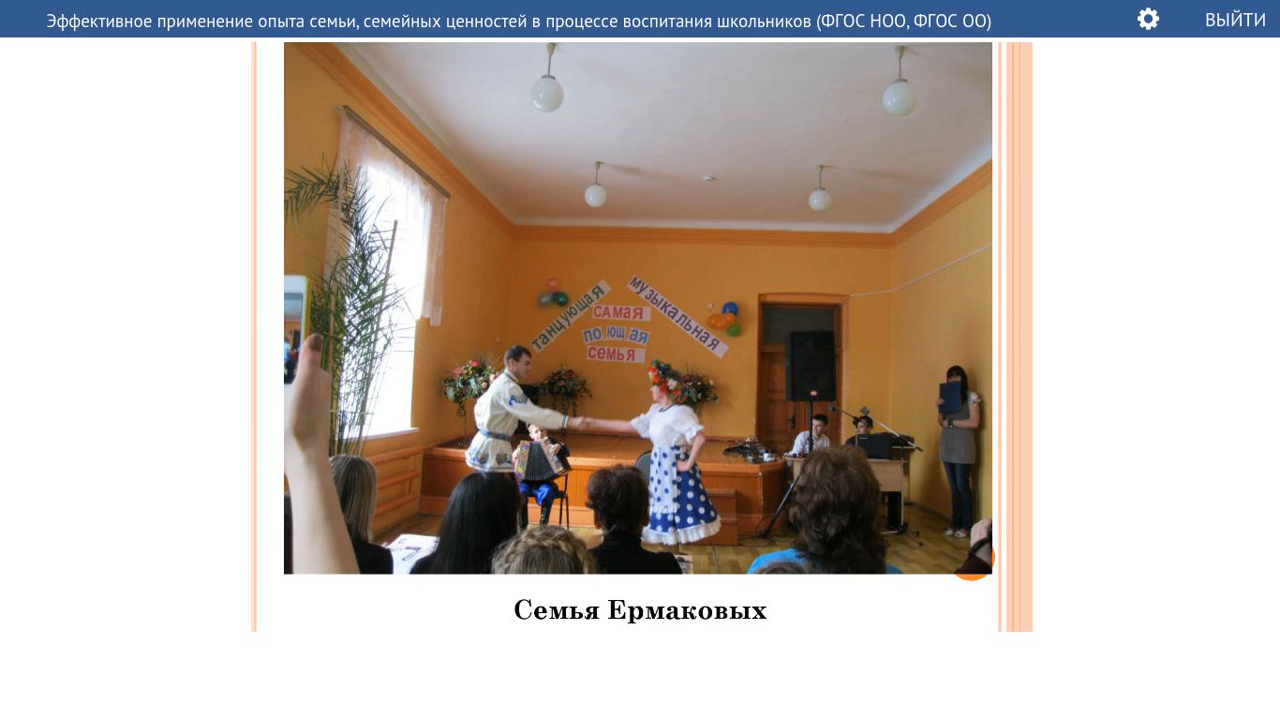 Эффективное применение опыта семьи, семейных ценностей в процессе воспитания школьников (ФГОС НОО, ФГОС ОО)
ВЫЙТИ
танцующая
музыкальная
самая
поющая
семья
Семья Ермаковых